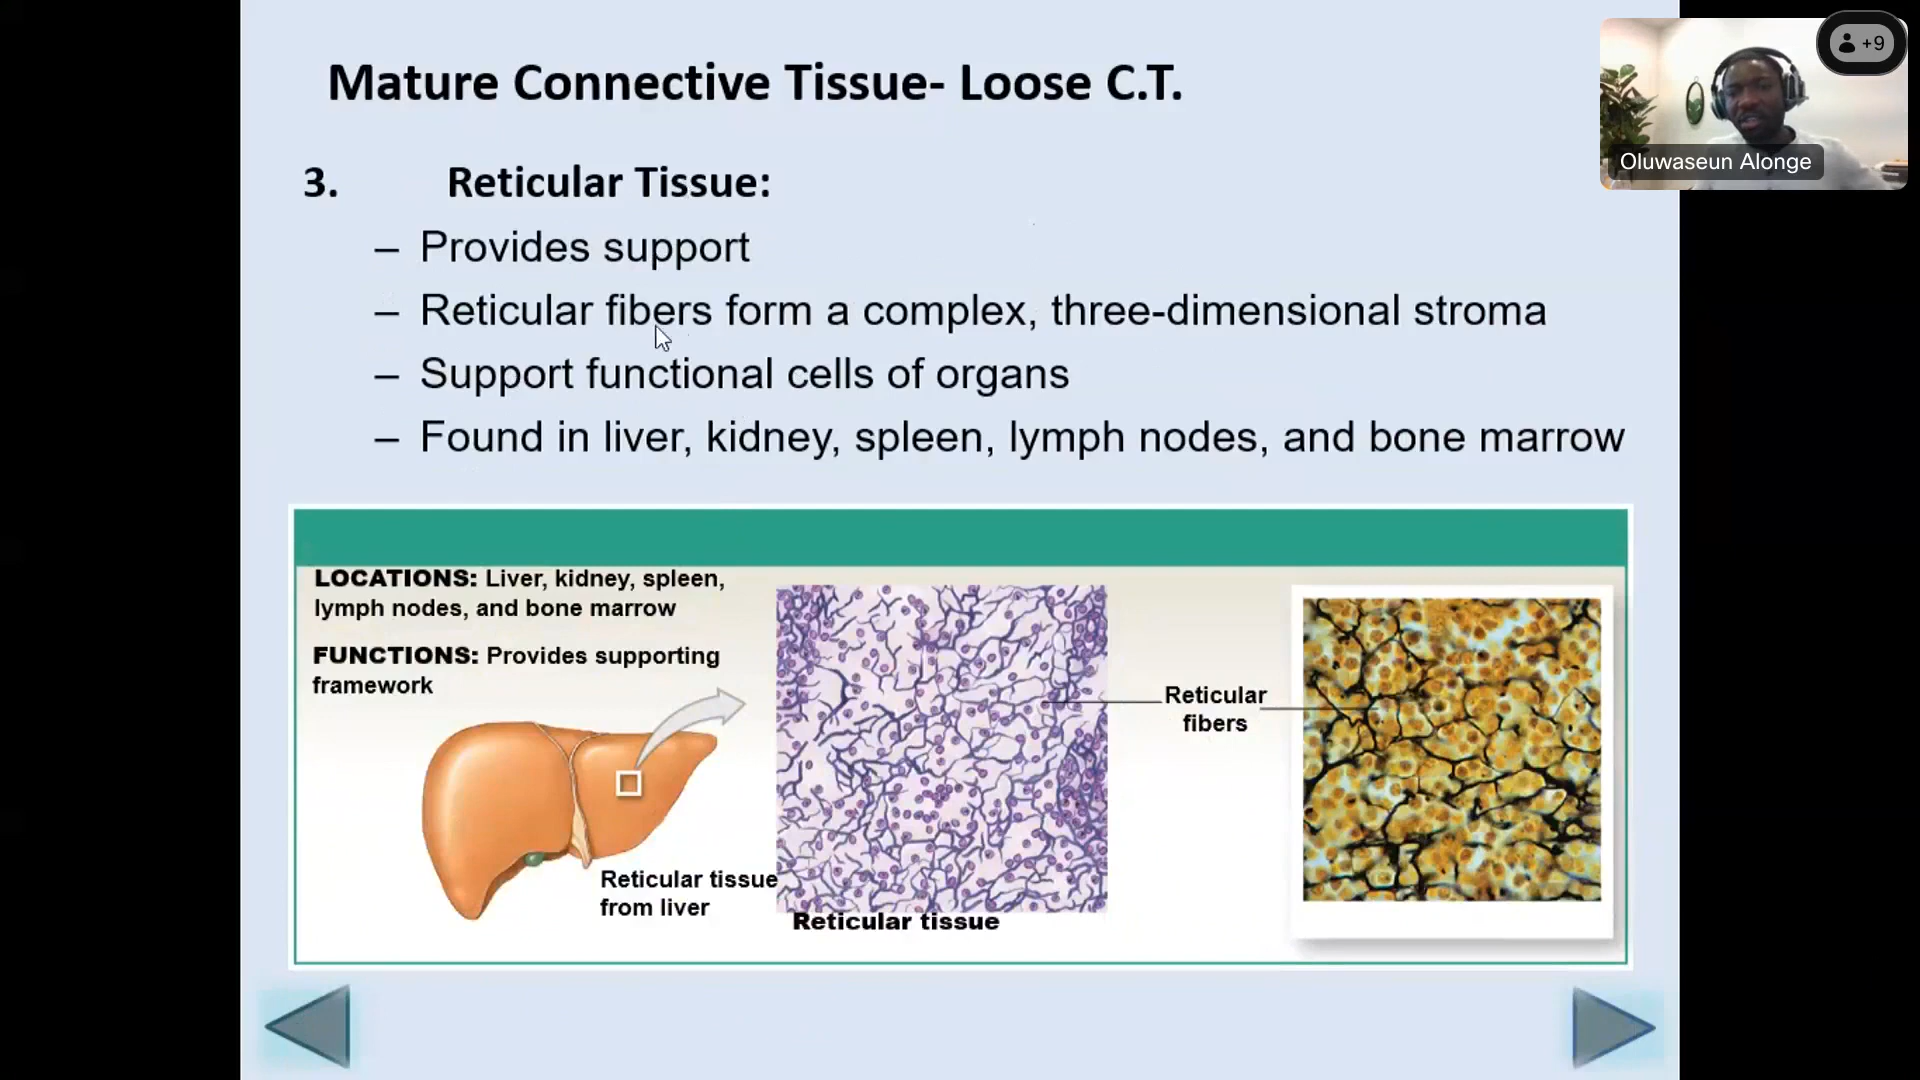 Mature Connective Tissue- Loose C.T.
+9
Oluwaseun Alonge
3. Reticular Tissue:
– Provides support
– Reticular fibers form a complex, three-dimensional stroma
– Support functional cells of organs
– Found in liver, kidney, spleen, lymph nodes, and bone marrow
LOCATIONS: Liver, kidney, spleen,
lymph nodes, and bone marrow
FUNCTIONS: Provides supporting
framework
Reticular tissue
from liver
Reticular tissue
Reticular
fibers